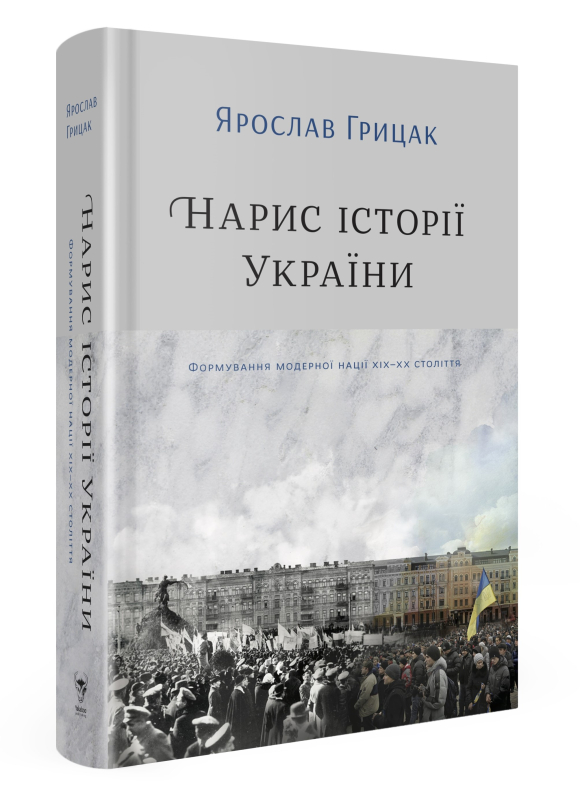 ЯРОСЛАВ ГРИЦАК
НАРИС ІСТОРІЇ
УКРАЇНИ
ФОРМУВАННЯ МОДЕРНОЇ НАЦІЇ XIX–XX СТОЛІТТЯ
ЯРОСЛАВ
ГРИЦАК
НАРИС ІСТОРІЇ УКРАЇНИ
ФОРМУВАННЯ МОДЕРНОЇ НАЦІЇ XIX–XX СТОЛІТТЯ